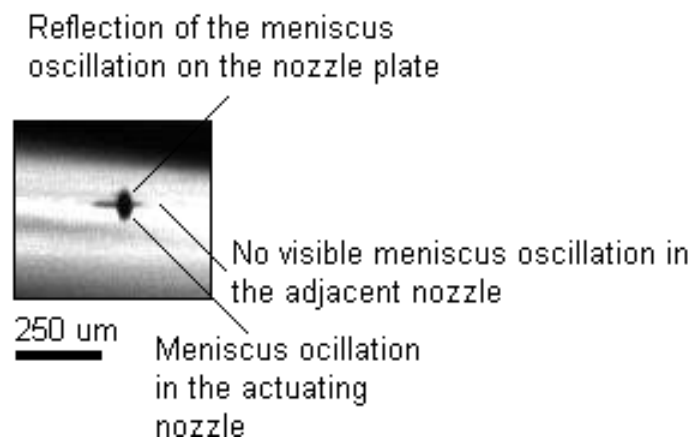 Reflection of the meniscus
oscillation on the nozzle plate
No visible meniscus oscillation in
the adjacent nozzle
250 um
Meniscus ocillation
in the actuating
nozzle